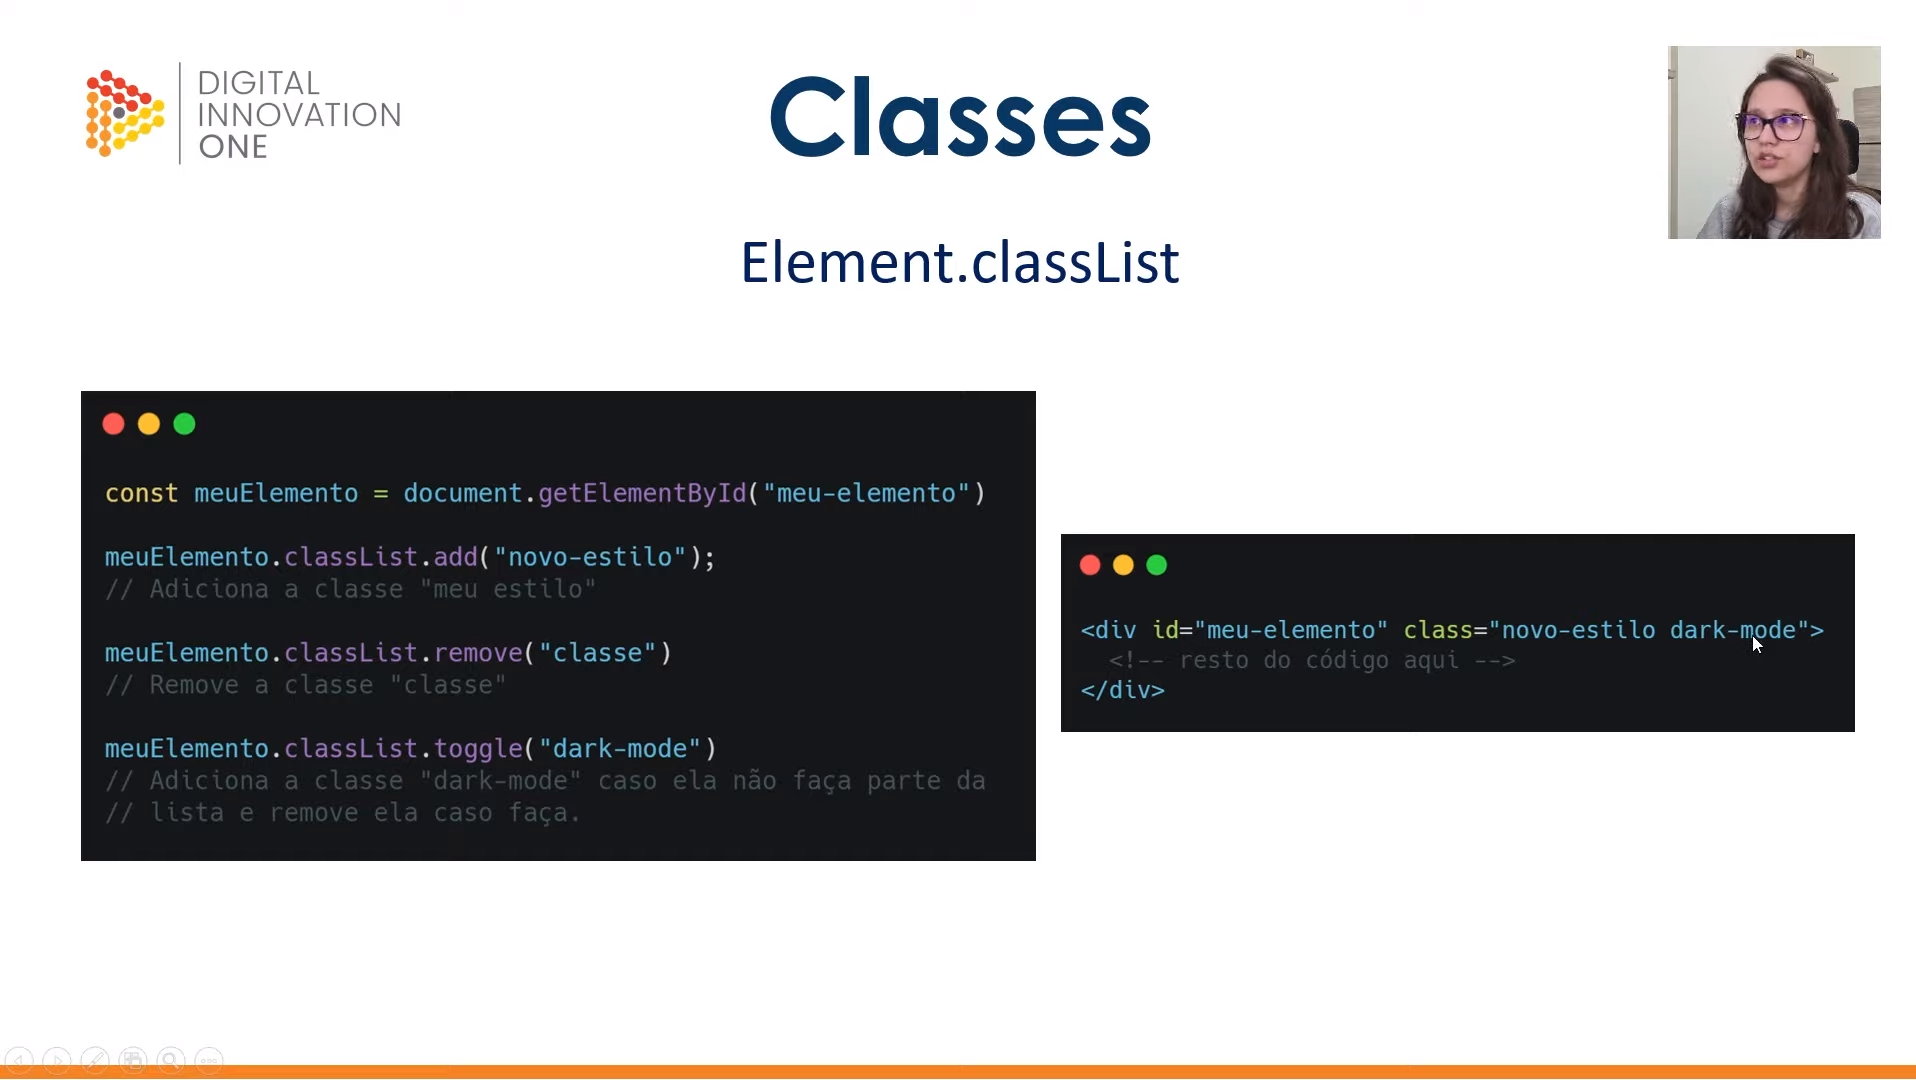 DIGITAL
INNOVATION
ONE
Classes
Element.classList
const meuElemento = document.getElementById("meu-elemento")
meuElemento.classList.add("novo-estilo");
// Adiciona a classe "meu estilo"
meuElemento.classList.remove("classe")
// Remove a classe "classe"
meuElemento.classList.toggle("dark-mode")
// Adiciona a classe "dark-mode" caso ela não faça parte da
// lista e remove ela caso faça.
<div id="meu-elemento" class="novo-estilo dark-mode">
<!-- resto do código aqui -->
</div>